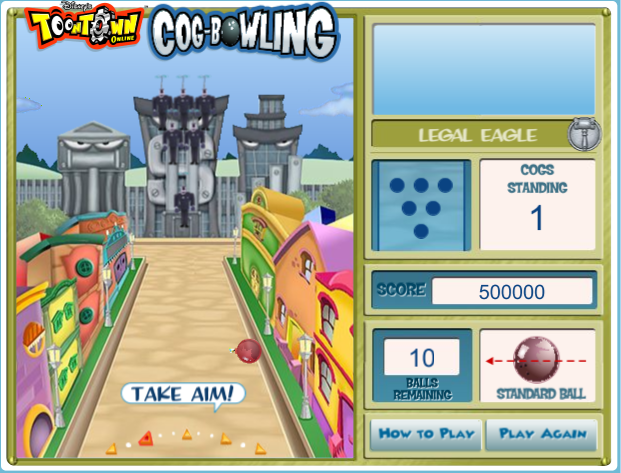 Disney's
TOONTOWN
ONLINE
COG-BOWLING
LEGAL EAGLE
COGS
STANDING
1
SCORE 500000
10
BALLS
REMAINING
STANDARD BALL
TAKE AIM!
HOW TO PLAY
PLAY AGAIN